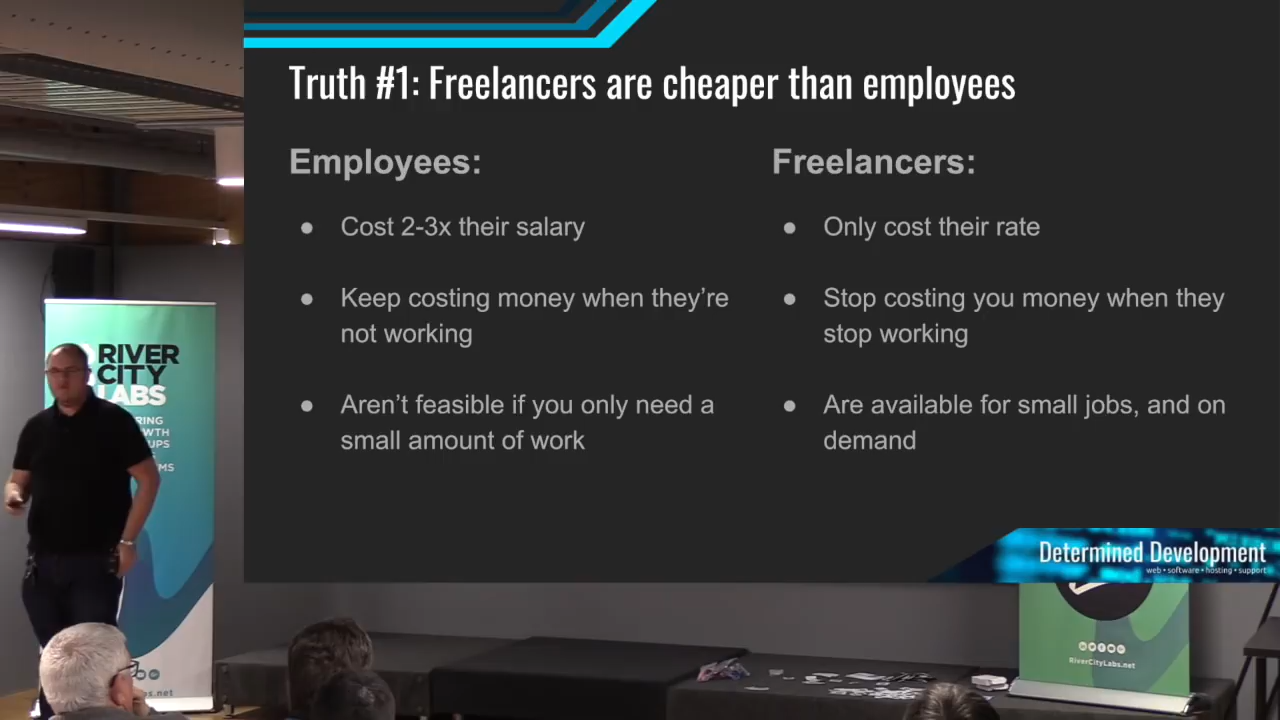 Truth #1: Freelancers are cheaper than employees
Employees:
● Cost 2-3x their salary
● Keep costing money when they’re
not working
● Aren’t feasible if you only need a
small amount of work
Freelancers:
● Only cost their rate
● Stop costing you money when they
stop working
● Are available for small jobs, and on
demand
Determined Development
web • software • hosting • support
RIVER
CITY
LABS
RiverCityLabs.net